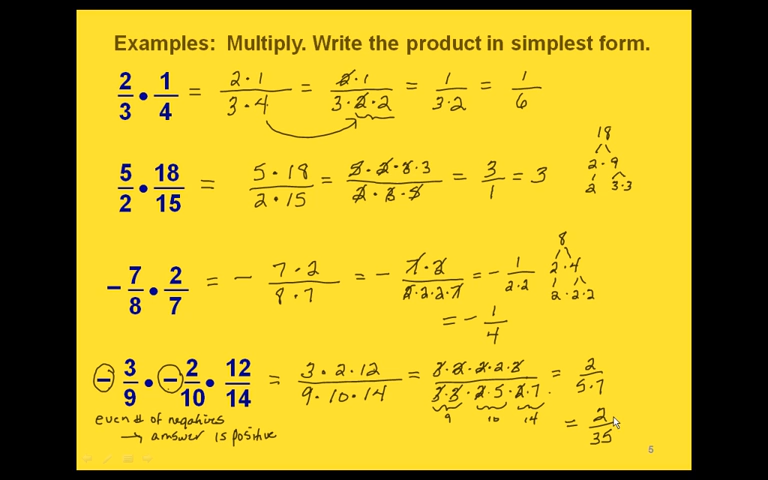 Examples: Multiply. Write the product in simplest form.
2/3 • 1/4 = 2·1/3·4 = 2·1/3·2·2 = 1/3·2 = 1/6
18
2·9
2 3·3
5/2 • 18/15 = 5·18/2·15 = 5·2·3·3/2·3·5 = 3/1 = 3
8
2·4
2·2·2
-7/8 • 2/7 = -7·2/8·7 = -7·2/2·2·2·7 = -1/2·2
= -1/4
-3/9 • -2/10 • 12/14 = 3·2·12/9·10·14 = 3·2·2·2·3/3·3·2·5·2·7 = 2/5·7
9 10 14
even # of negatives
→ answer is positive
= 2/35
5